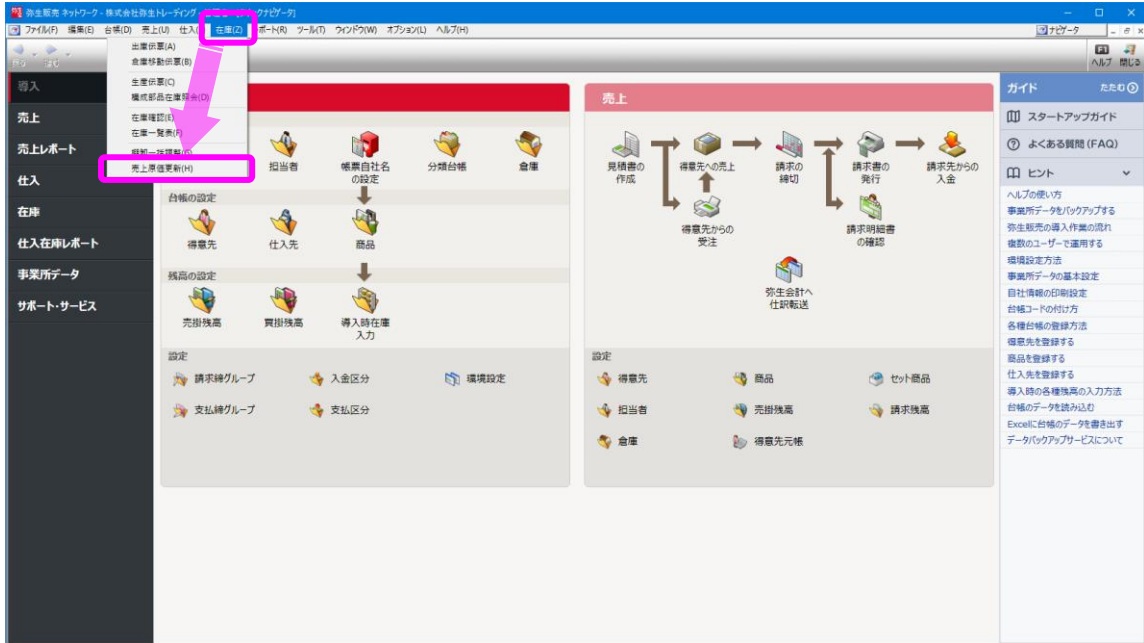 弥生販売 ネットワーク - 株式会社弥生トレーディング
ファイル(F) 編集(E) 台帳(D) 売上(U) 仕入 在庫(Z) ポート(R) ツール(T) ウィンドウ(W) オプション(L) ヘルプ(H)
ナビゲータ
戻る 進む
F1
ヘルプ 閉じる
出庫伝票(A)
倉庫移動伝票(B)
生産伝票(C)
構成部品在庫照会(D)
在庫確認(E)
在庫一覧表(F)
売上原価更新(H)
導入
売上
売上レポート
仕入
在庫
仕入在庫レポート
事業所データ
サポート・サービス
担当者
帳票自社名
の設定
分類台帳
倉庫
台帳の設定
得意先
仕入先
商品
残高の設定
売掛残高
買掛残高
導入時在庫
入力
設定
請求締グループ
入金区分
環境設定
支払締グループ
支払区分
売上
見積書の
作成
得意先への売上
請求の
締切
請求書の
発行
請求先からの
入金
得意先からの
受注
請求明細書
の確認
弥生会計へ
仕訳転送
設定
得意先
商品
セット商品
担当者
売掛残高
請求残高
倉庫
得意先元帳
ガイド たたむ
スタートアップガイド
よくある質問(FAQ)
ヒント
ヘルプの使い方
事業所データをバックアップする
弥生販売の導入作業の流れ
複数のユーザーで運用する
環境設定方法
事業所データの基本設定
自社情報の印刷設定
台帳コードの付け方
各種台帳の登録方法
得意先を登録する
商品を登録する
仕入先を登録する
導入時の各種残高の入力方法
台帳のデータを読み込む
Excelに台帳のデータを書き出す
データバックアップサービスについて